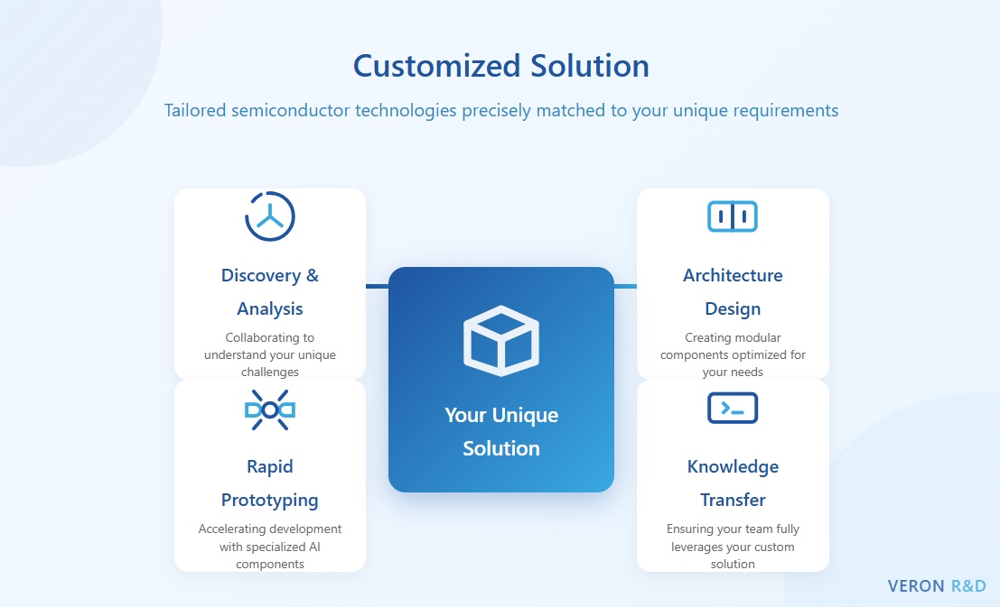 Customized Solution
Tailored semiconductor technologies precisely matched to your unique requirements
Discovery &
Analysis
Collaborating to
understand your unique
challenges
Architecture
Design
Creating modular
components optimized for
your needs
Your Unique
Solution
Rapid
Prototyping
Accelerating development
with specialized AI
components
Knowledge
Transfer
Ensuring your team fully
leverages your custom
solution
VERON R&D